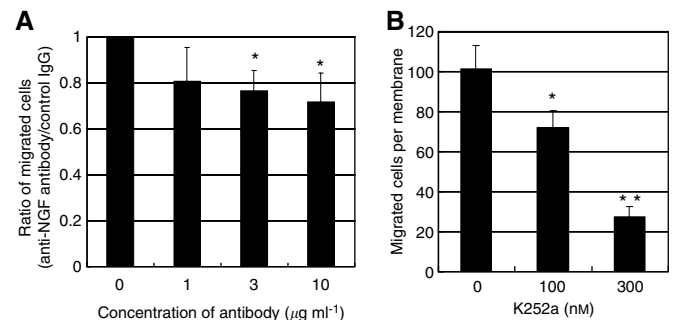 A
Ratio of migrated cells
(anti-NGF antibody/control IgG)
1
0.8
0.6
0.4
0.2
0
* *
0 1 3 10
Concentration of antibody (μg ml-1)
B
Migrated cells per membrane
120
100
80
60
40
20
0
*
* *
0 100 300
K252a (nM)